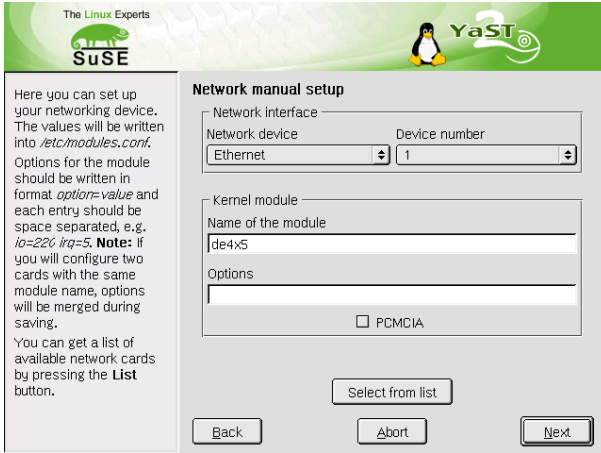 The Linux Experts
SuSE
YaST
2
Here you can set up
your networking device.
The values will be written
into /etc/modules.conf.
Options for the module
should be written in
format option=value and
each entry should be
space separated, e.g.
io=220 irq=5. Note: If
you will configure two
cards with the same
module name, options
will be merged during
saving.
You can get a list of
available network cards
by pressing the List
button.
Network manual setup
Network interface
Network device
Device number
Ethernet
1
Kernel module
Name of the module
de4x5
Options
PCMCIA
Select from list
Back
Abort
Next